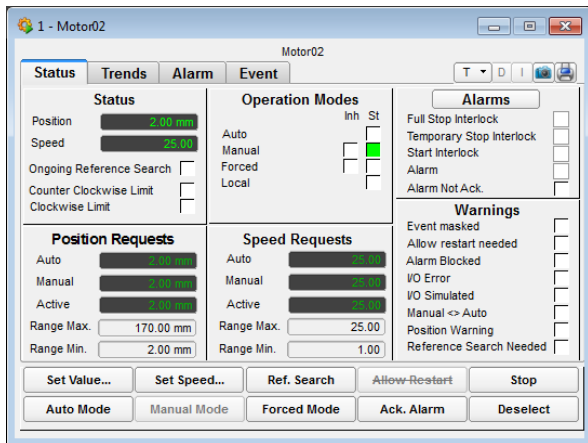 1 - Motor02
Motor02
Status Trends Alarm Event T D I
Status
Position 2.00 mm
Speed 25.00
Ongoing Reference Search
Counter Clockwise Limit
Clockwise Limit
Operation Modes
Inh St
Auto
Manual
Forced
Local
Alarms
Full Stop Interlock
Temporary Stop Interlock
Start Interlock
Alarm
Alarm Not Ack.
Position Requests
Auto 2.00 mm
Manual 2.00 mm
Active 2.00 mm
Range Max. 170.00 mm
Range Min. 2.00 mm
Speed Requests
Auto 25.00
Manual 25.00
Active 25.00
Range Max. 25.00
Range Min. 1.00
Warnings
Event masked
Allow restart needed
Alarm Blocked
I/O Error
I/O Simulated
Manual <> Auto
Position Warning
Reference Search Needed
Set Value... Set Speed... Ref. Search Allow Restart Stop
Auto Mode Manual Mode Forced Mode Ack. Alarm Deselect